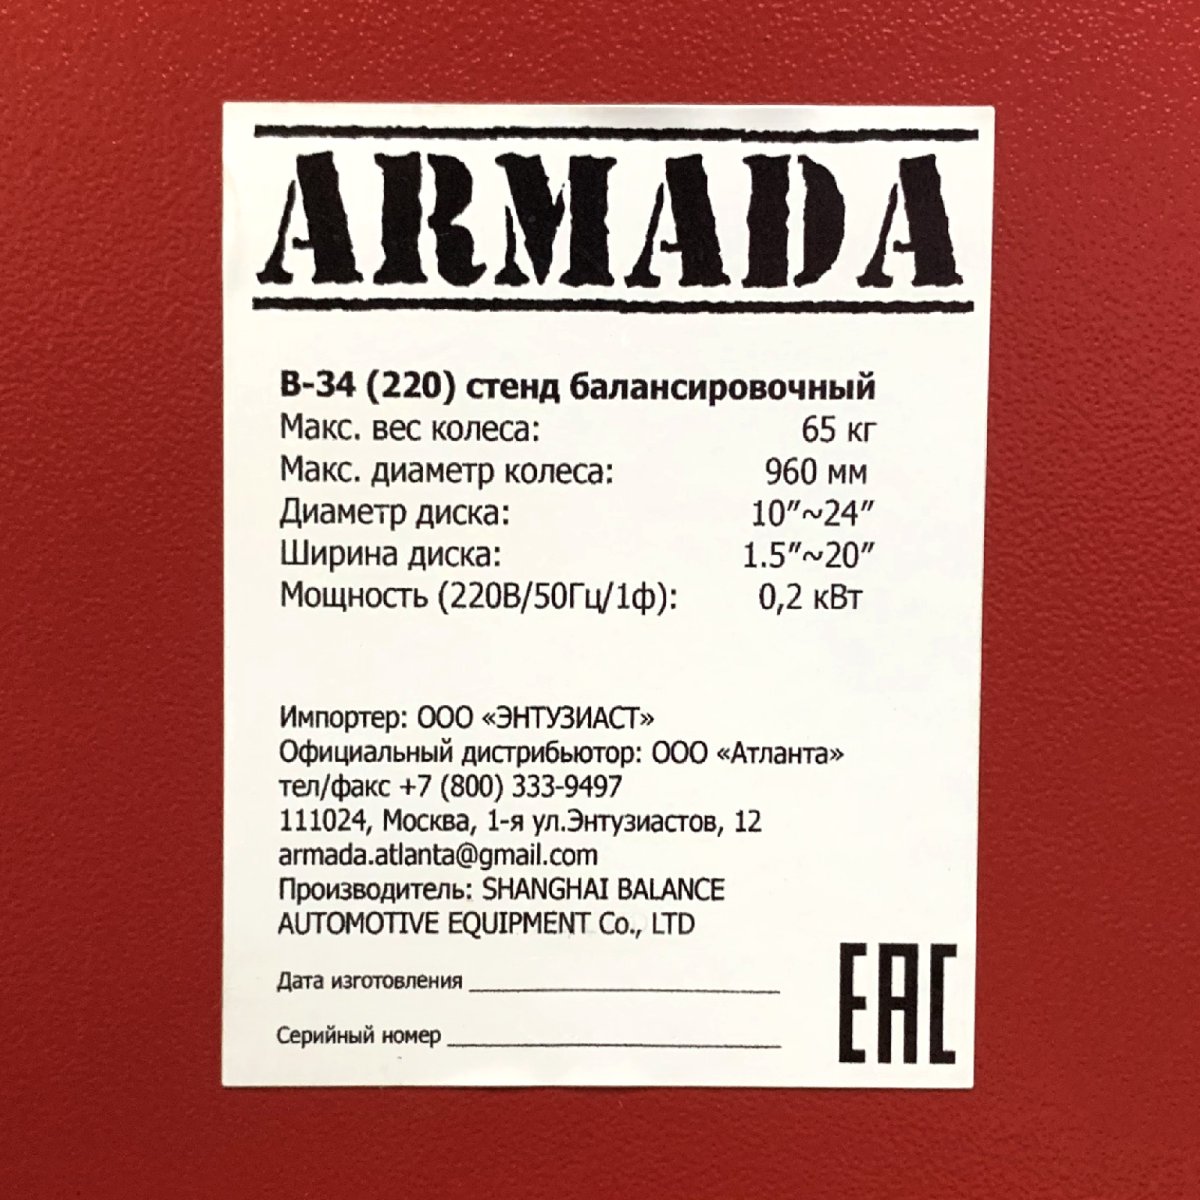 ARMADA
В-34 (220) стенд балансировочный
Макс. вес колеса: 65 кг
Макс. диаметр колеса: 960 мм
Диаметр диска: 10”~24”
Ширина диска: 1.5”~20”
Мощность (220В/50Гц/1ф): 0,2 кВт
Импортер: ООО «ЭНТУЗИАСТ»
Официальный дистрибьютор: ООО «Атланта»
тел/факс +7 (800) 333-9497
111024, Москва, 1-я ул.Энтузиастов, 12
armada.atlanta@gmail.com
Производитель: SHANGHAI BALANCE
AUTOMOTIVE EQUIPMENT Co., LTD
Дата изготовления
Серийный номер
EAC